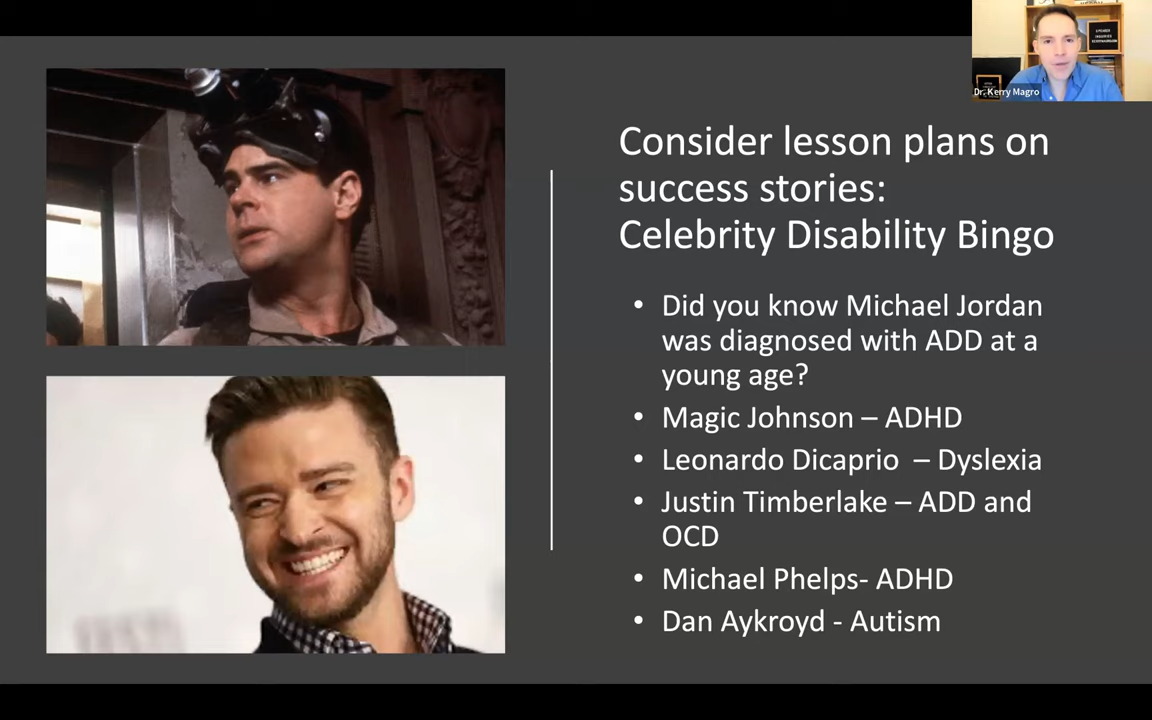 Dr. Kerry Magro
Consider lesson plans on
success stories:
Celebrity Disability Bingo
• Did you know Michael Jordan
was diagnosed with ADD at a
young age?
• Magic Johnson – ADHD
• Leonardo Dicaprio – Dyslexia
• Justin Timberlake – ADD and
OCD
• Michael Phelps- ADHD
• Dan Aykroyd - Autism